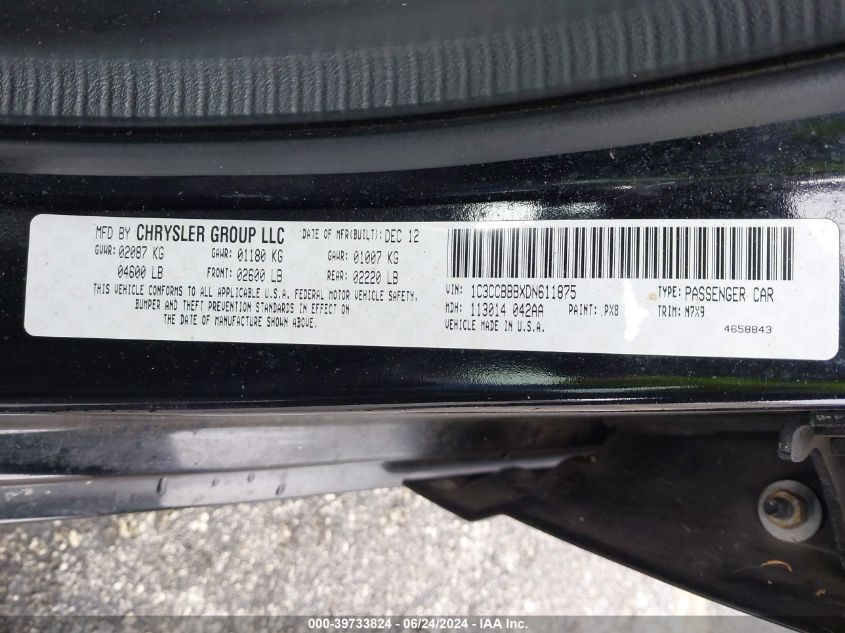 MFD BY CHRYSLER GROUP LLC DATE OF MFR(BUILT): DEC 12
GVWR: 02087 KG GAWR: 01180 KG GAWR: 01007 KG
04600 LB FRONT: 02600 LB REAR: 02220 LB
THIS VEHICLE CONFORMS TO ALL APPLICABLE U.S.A. FEDERAL MOTOR VEHICLE SAFETY,
BUMPER AND THEFT PREVENTION STANDARDS IN EFFECT ON
THE DATE OF MANUFACTURE SHOWN ABOVE.
VIN: 1C3CCBBBXDN611875 TYPE: PASSENGER CAR
MDH: 113014 042AA PAINT: .PX8 TRIM: N7X9
VEHICLE MADE IN U.S.A.
4658843
000-39733824 - 06/24/2024 - IAA Inc.